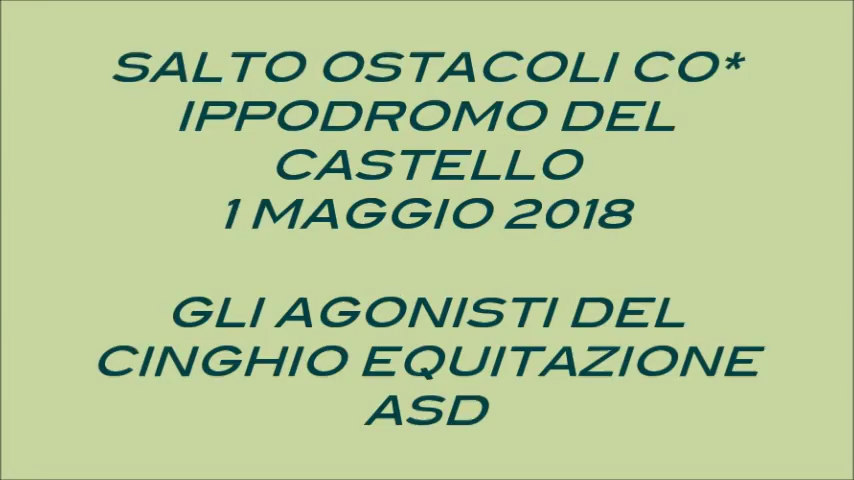 SALTO OSTACOLI CO*
IPPODROMO DEL
CASTELLO
1 MAGGIO 2018
GLI AGONISTI DEL
CINGHIO EQUITAZIONE
ASD